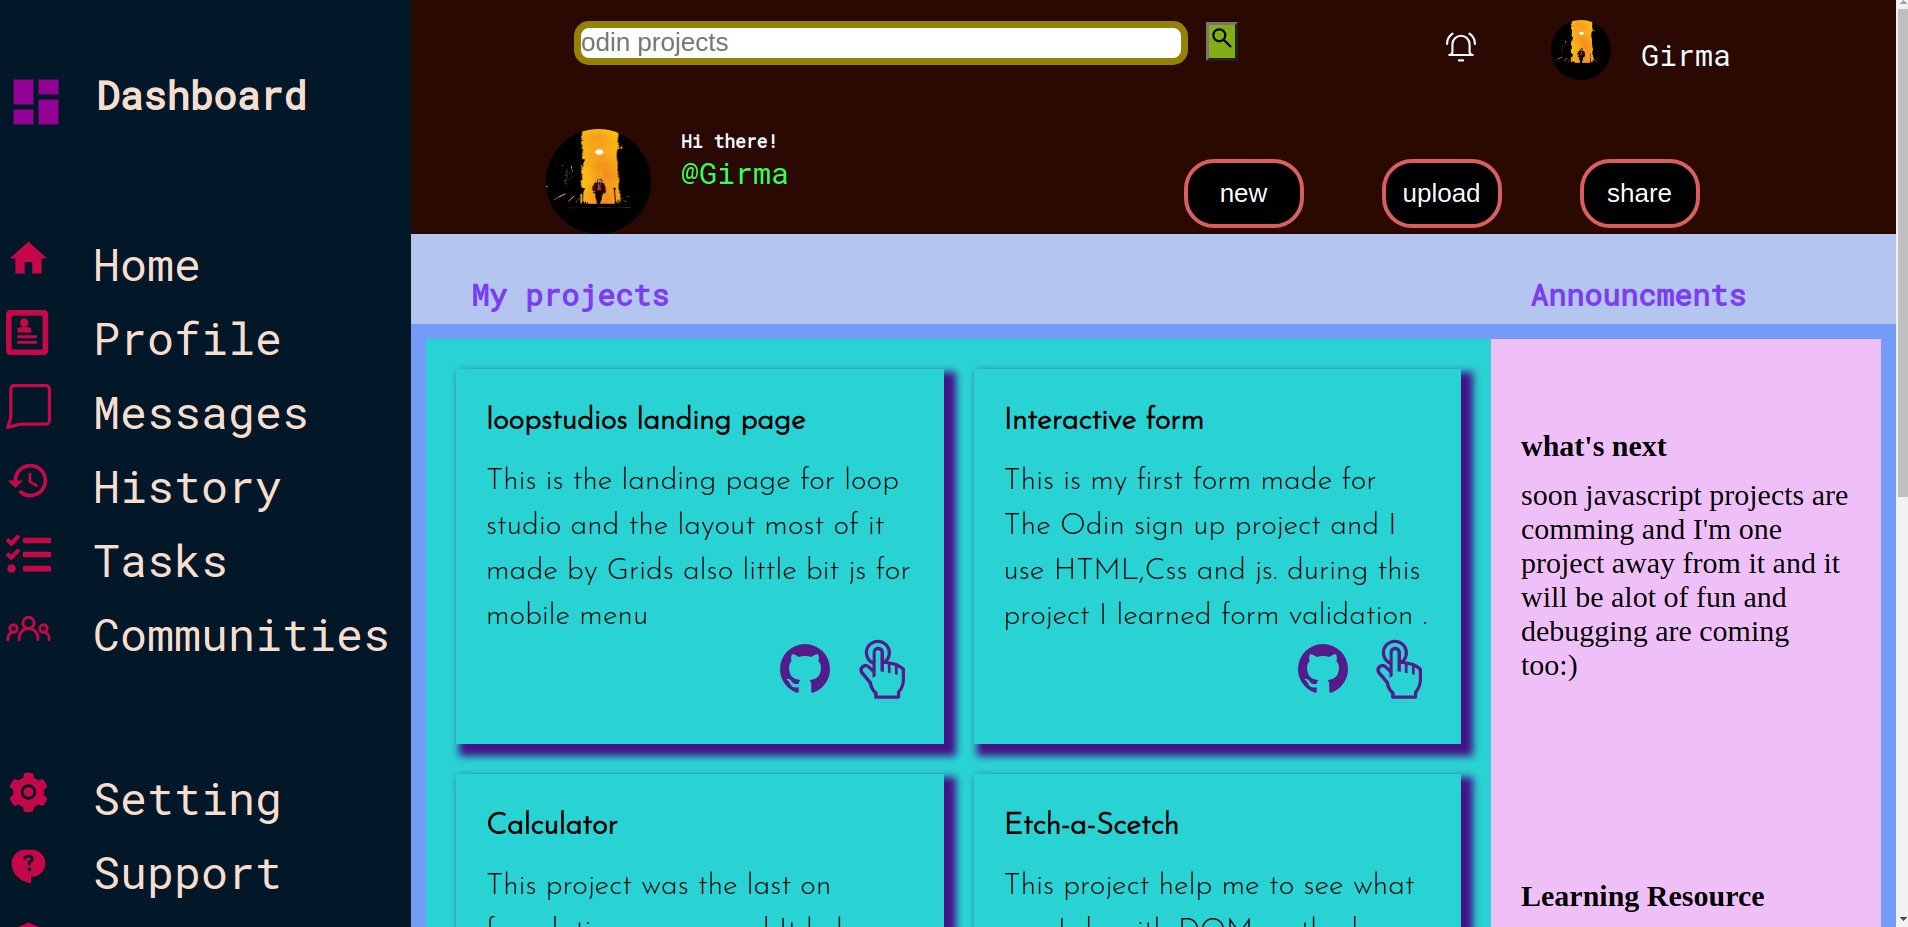 Dashboard
Home
Profile
Messages
History
Tasks
Communities
Setting
Support
odin projects
Girma
Hi there!
@Girma
new
upload
share
My projects
Announcments
loopstudios landing page
This is the landing page for loop
studio and the layout most of it
made by Grids also little bit js for
mobile menu
Interactive form
This is my first form made for
The Odin sign up project and I
use HTML,Css and js. during this
project I learned form validation .
Calculator
This project was the last on
Etch-a-Scetch
This project help me to see what
what's next
soon javascript projects are
comming and I'm one
project away from it and it
will be alot of fun and
debugging are coming
too:)
Learning Resource